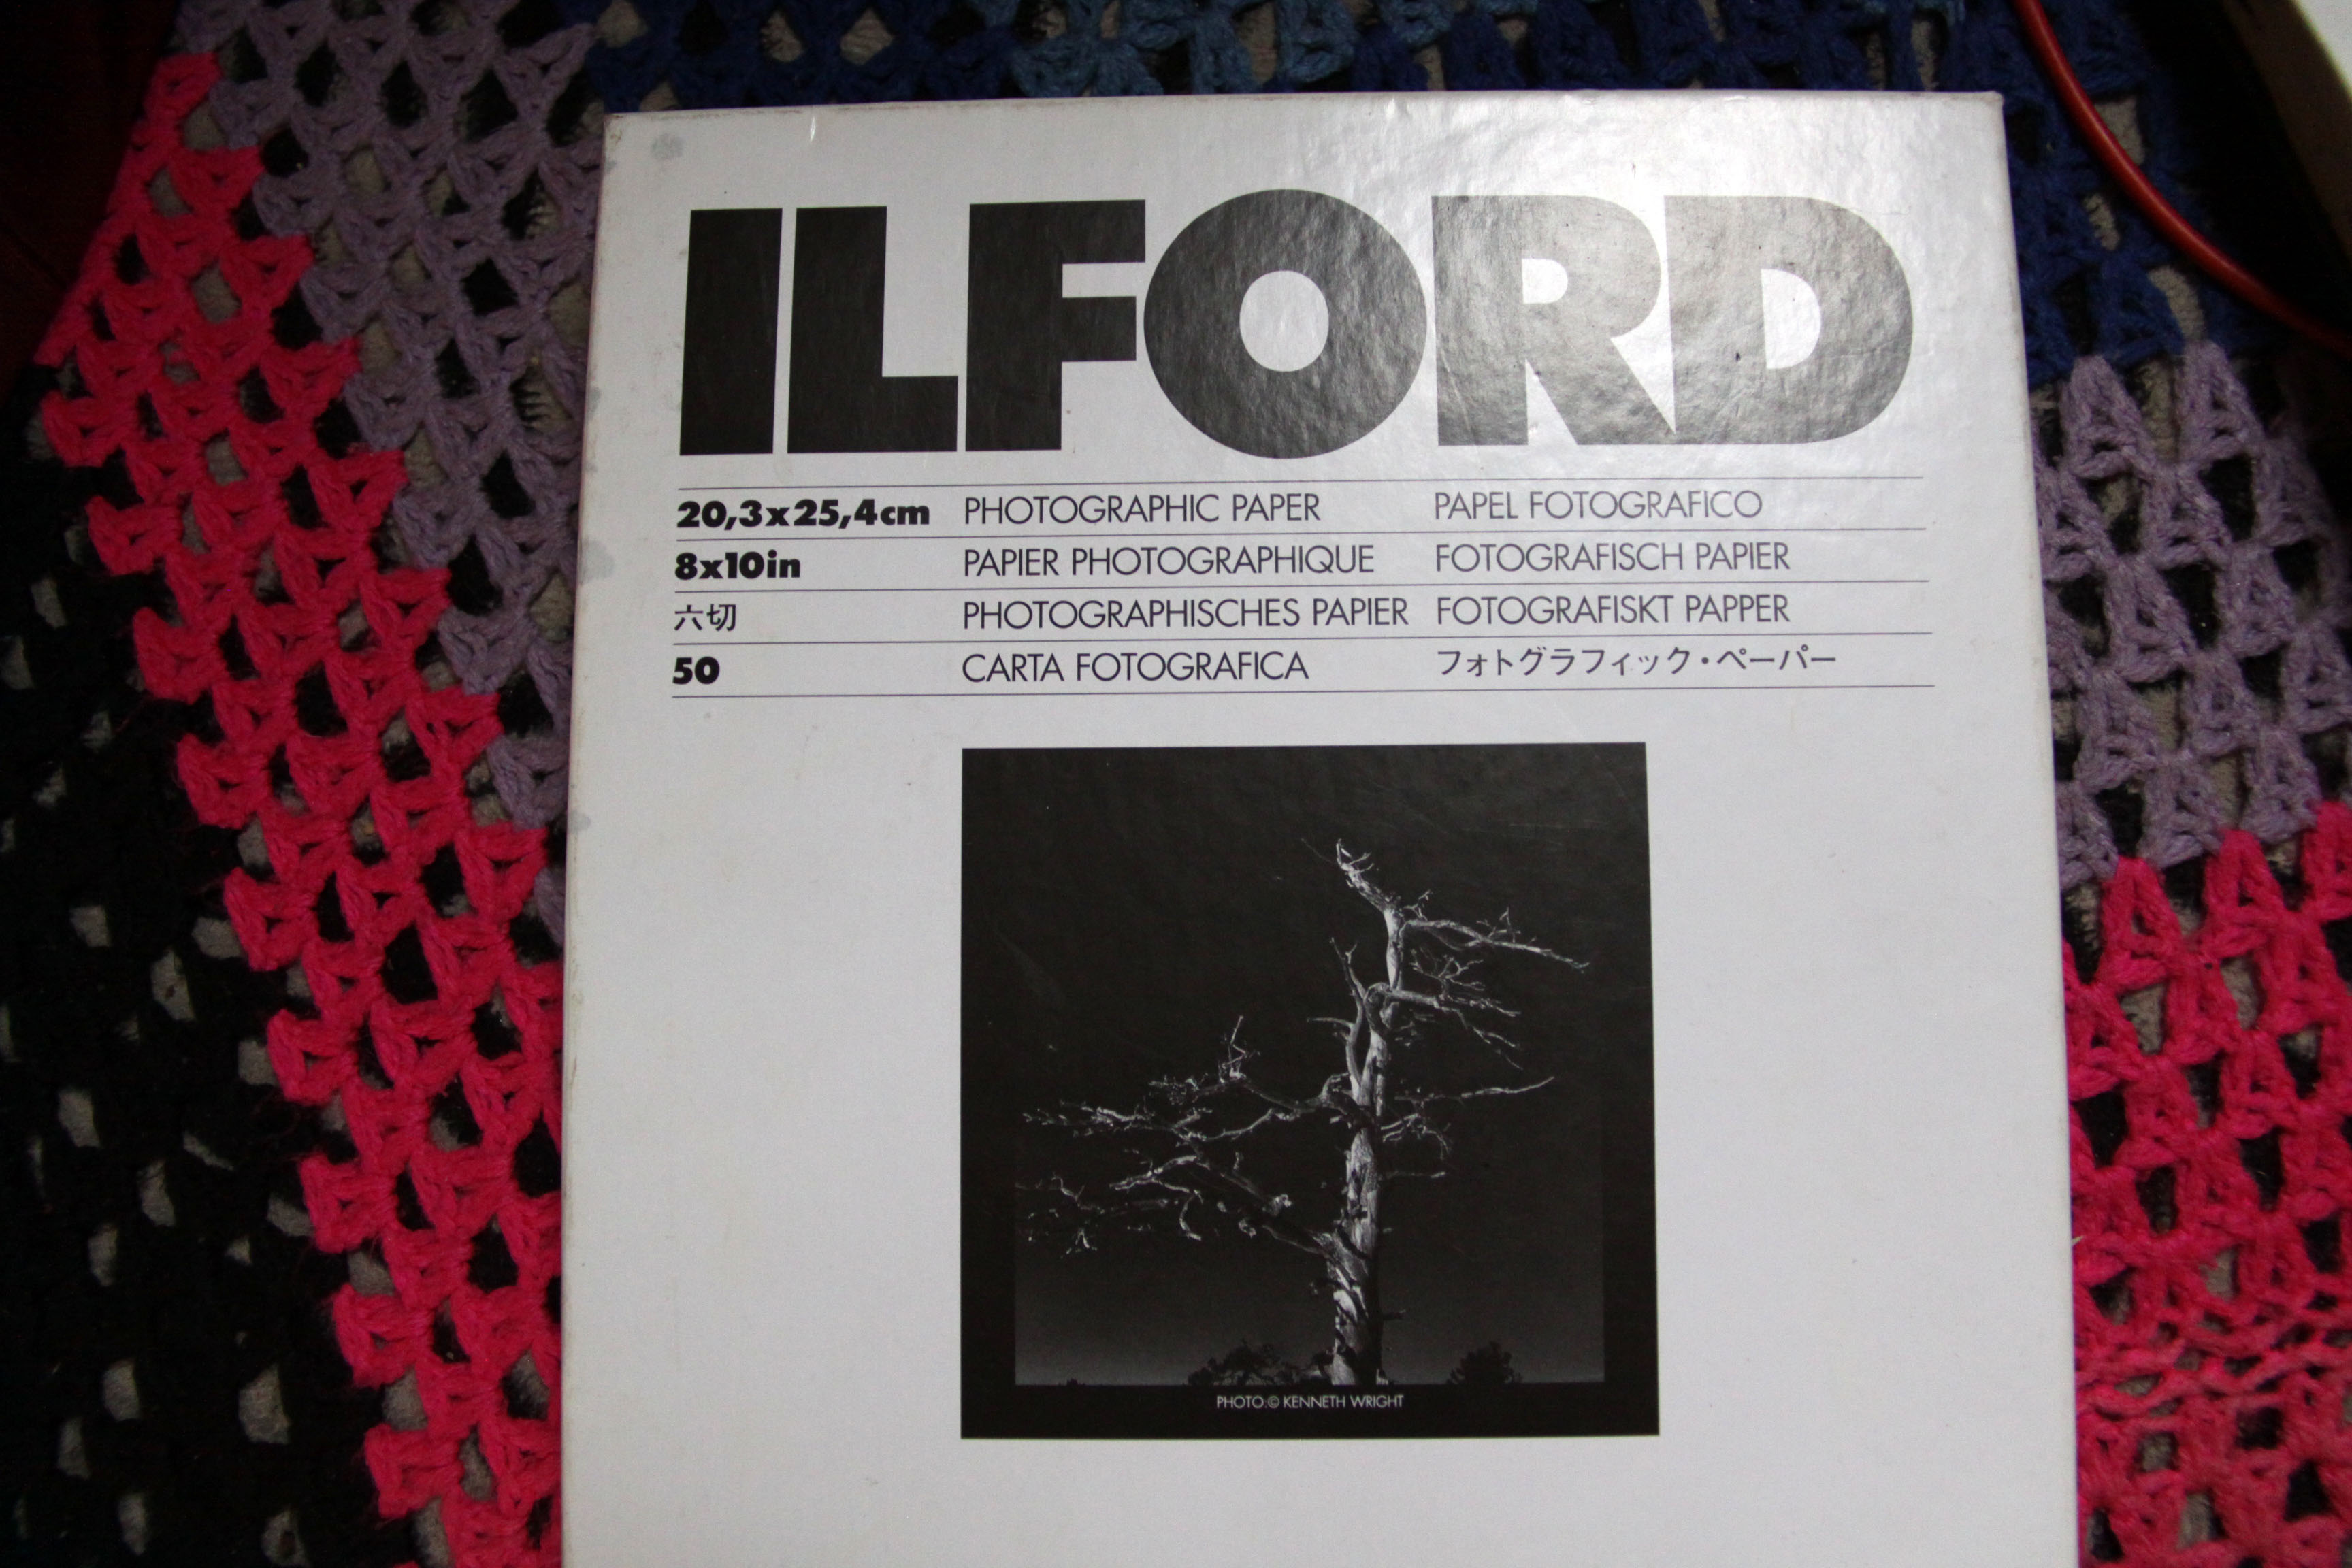 ILFORD
20,3x25,4cm PHOTOGRAPHIC PAPER PAPEL FOTOGRAFICO
8x10in PAPIER PHOTOGRAPHIQUE FOTOGRAFISCH PAPIER
六切 PHOTOGRAPHISCHES PAPIER FOTOGRAFISKT PAPPER
50 CARTA FOTOGRAFICA フォトグラフィック・ペーパー
PHOTO:© KENNETH WRIGHT